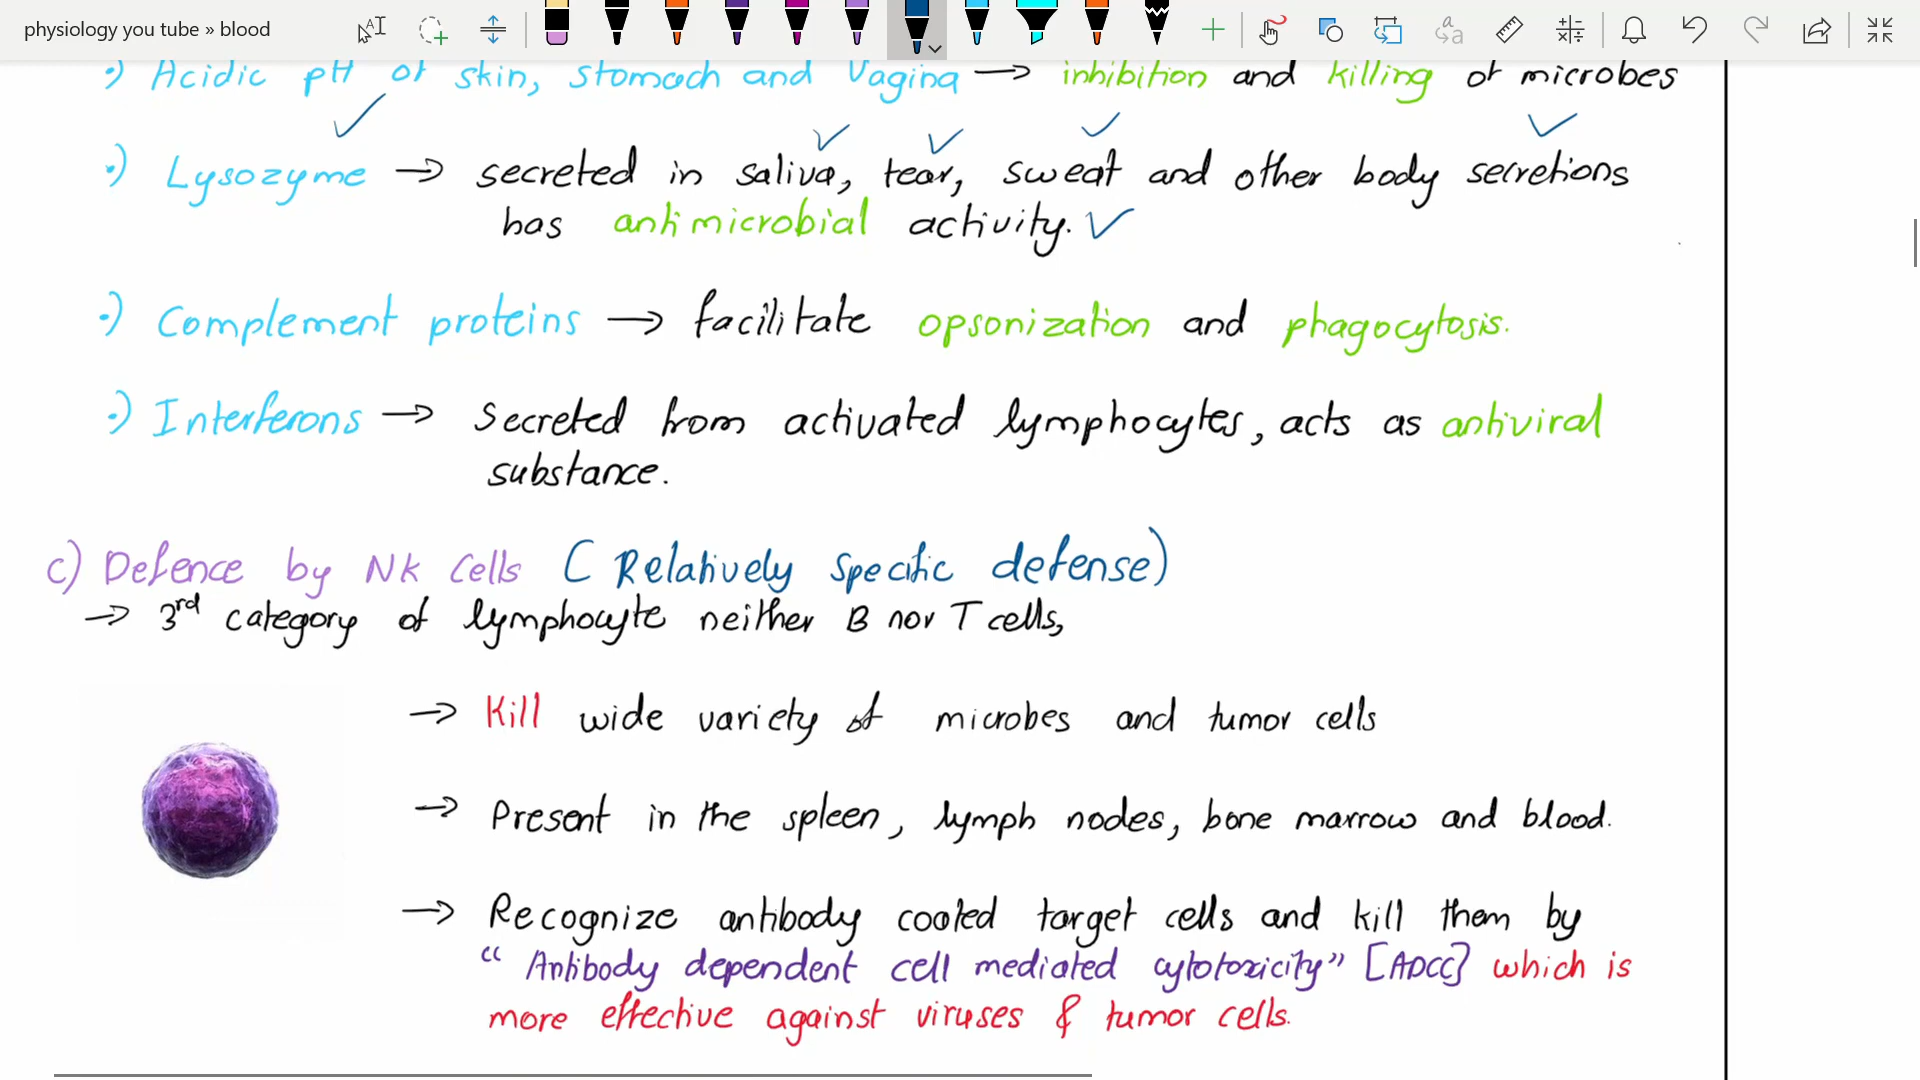 physiology you tube » blood
•) Acidic pH of skin, stomach and Vagina → inhibition and killing of microbes
•) Lysozyme → secreted in saliva, tear, sweat and other body secretions
has antimicrobial activity.
•) Complement proteins → facilitate opsonization and phagocytosis.
•) Interferons → Secreted from activated lymphocytes, acts as antiviral
substance.
c) Defence by NK Cells ( Relatively Specific defense)
→ 3rd category of lymphocyte neither B nor T cells,
→ Kill wide variety of microbes and tumor cells
→ Present in the spleen, lymph nodes, bone marrow and blood.
→ Recognize antibody cooted target cells and kill them by
“ Antibody dependent cell mediated cytotoxicity” [ADCC] which is
more effective against viruses & tumor cells.